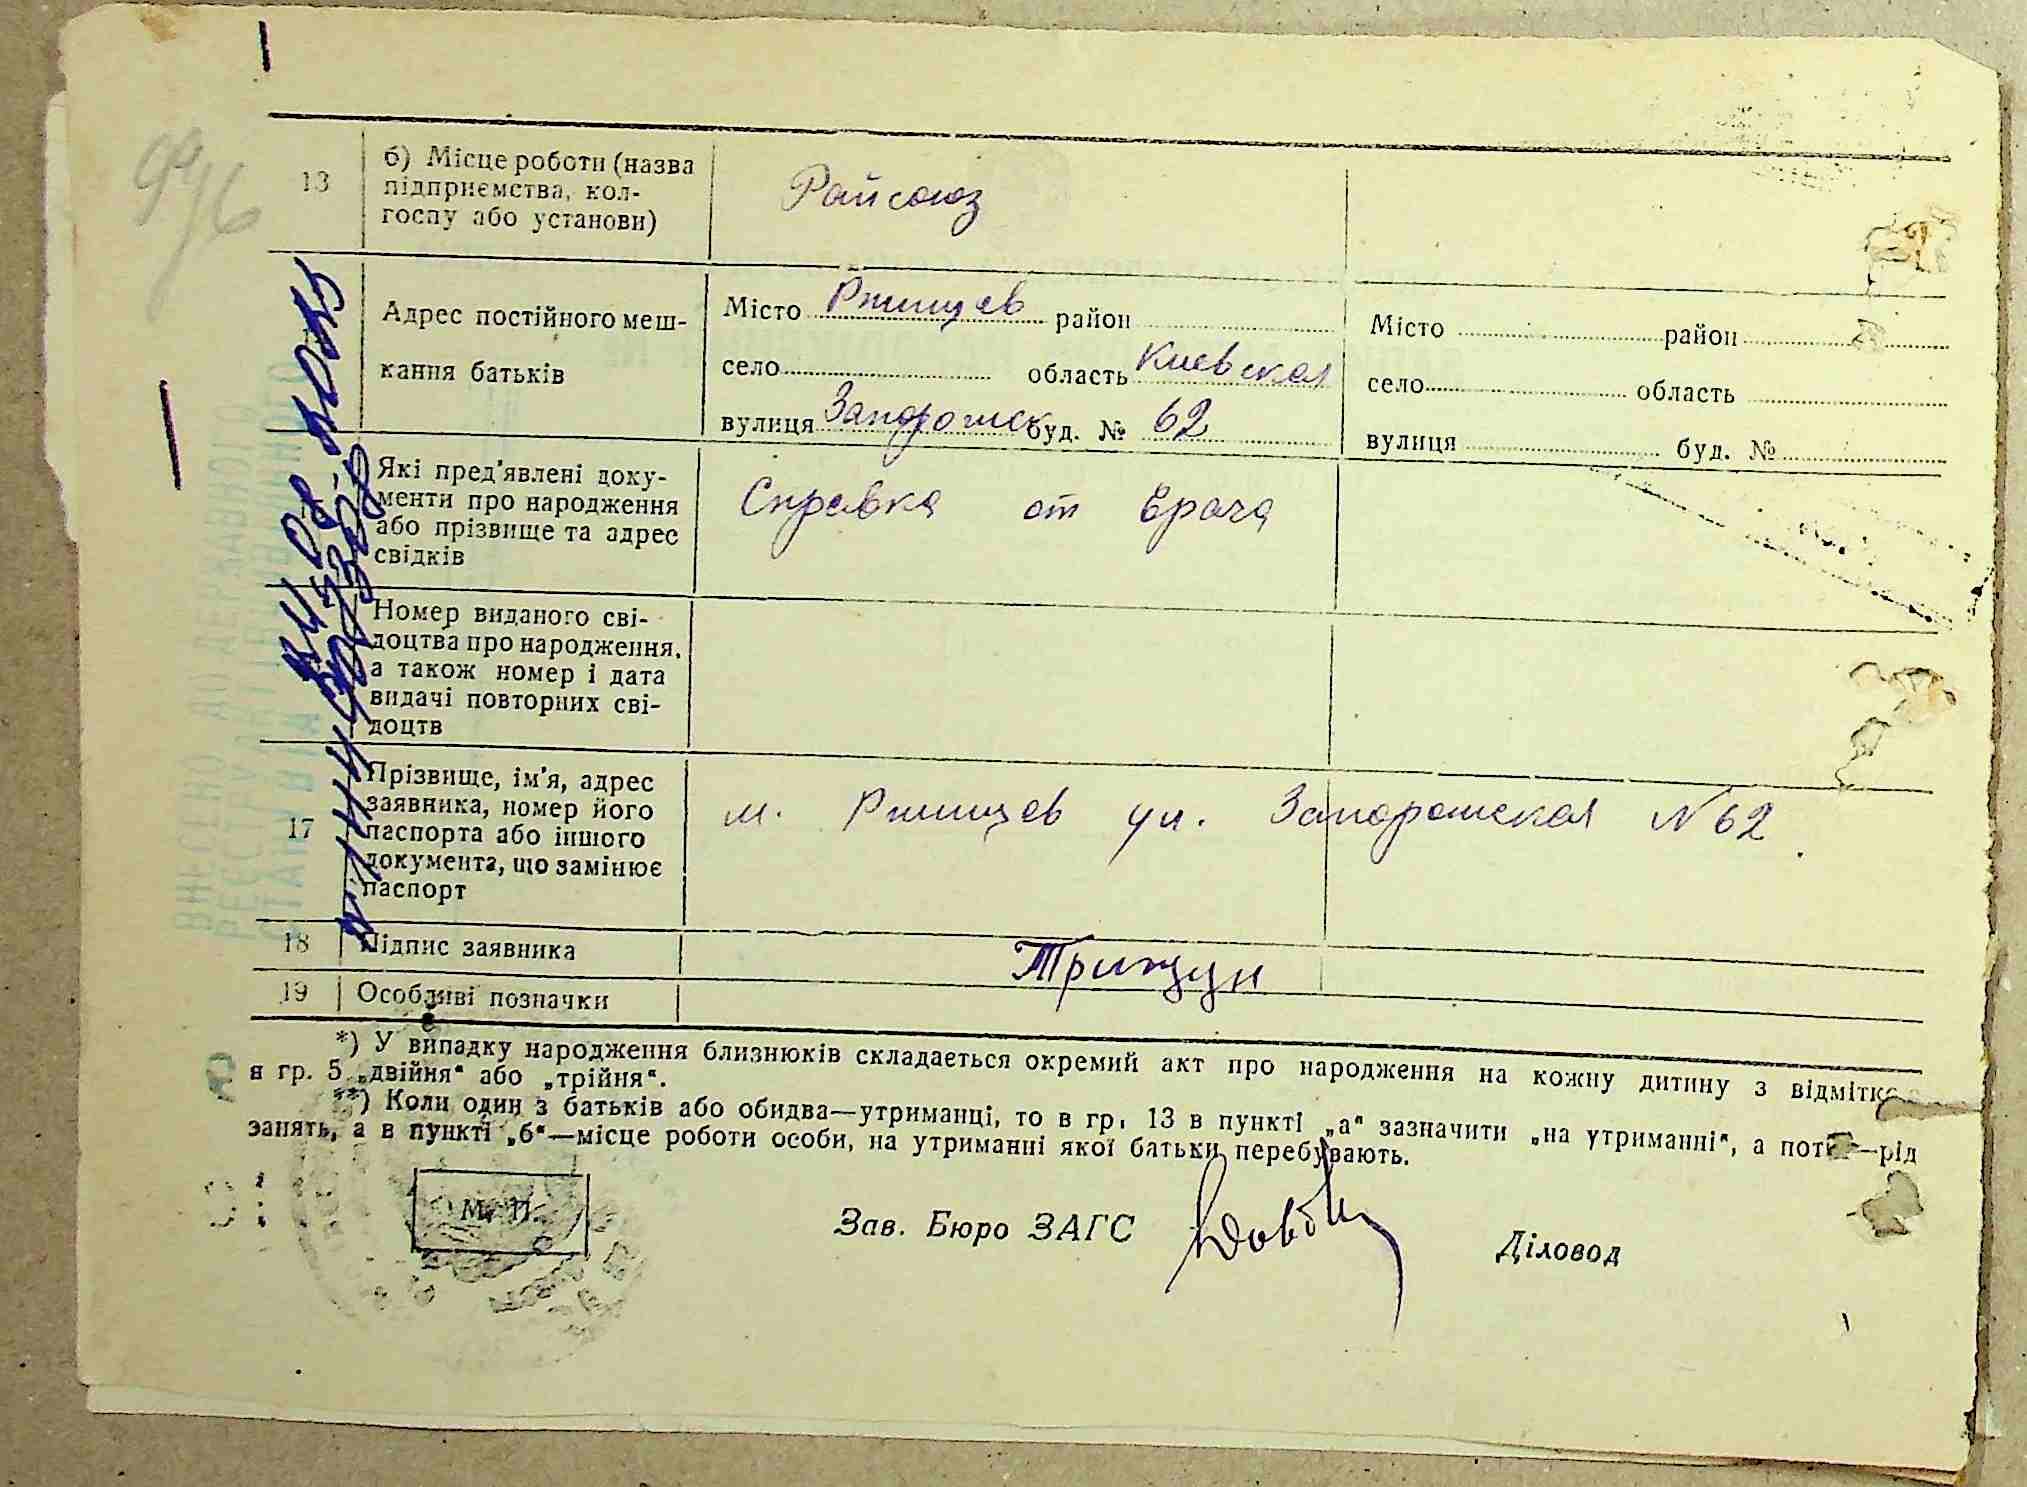 13
б) Місце роботи (назва
підприємства, кол-
госпу або установи)
Райсоюз
Адрес постійного меш-
кання батьків
Місто Ржищев район
село область Киевская
вулиця Запорожск буд. № 62
Місто район
село область
вулиця буд. №
Які пред'явлені доку-
менти про народження
або прізвище та адрес
свідків
Справка от врача
Номер виданого сві-
доцтва про народження,
а також номер і дата
видачі повторних сві-
доцтв
17
Прізвище, ім'я, адрес
заявника, номер його
паспорта або іншого
документа, що замінює
паспорт
м. Ржищев ул. Запорожская № 62
18
Підпис заявника
Трищун
19
Особливі позначки
*) У випадку народження близнюків складається окремий акт про народження на кожну дитину з відмітко
в гр. 5 „двійня“ або „трійня“.
**) Коли один з батьків або обидва—утриманці, то в гр. 13 в пункті „а“ зазначити „на утриманні“, а потім—рід
занять, а в пункті „б“—місце роботи особи, на утриманні якої батьки перебувають.
М. П.
Зав. Бюро ЗАГС
Діловод